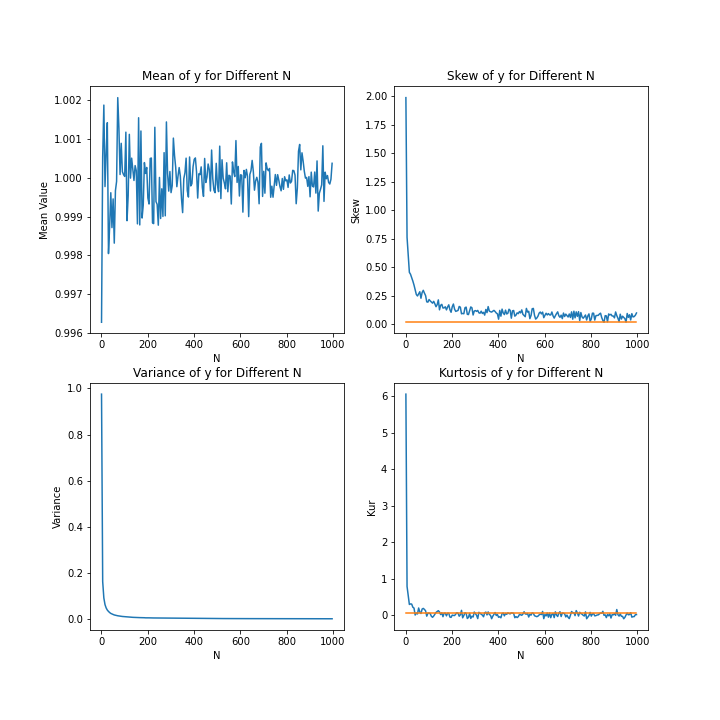 Mean of y for Different N
1.002
1.001
1.000
0.999
0.998
0.997
0.996
Mean Value
0 200 400 600 800 1000
N
Skew of y for Different N
2.00
1.75
1.50
1.25
1.00
0.75
0.50
0.25
0.00
Skew
0 200 400 600 800 1000
N
Variance of y for Different N
1.0
0.8
0.6
0.4
0.2
0.0
Variance
0 200 400 600 800 1000
N
Kurtosis of y for Different N
6
5
4
3
2
1
0
Kur
0 200 400 600 800 1000
N